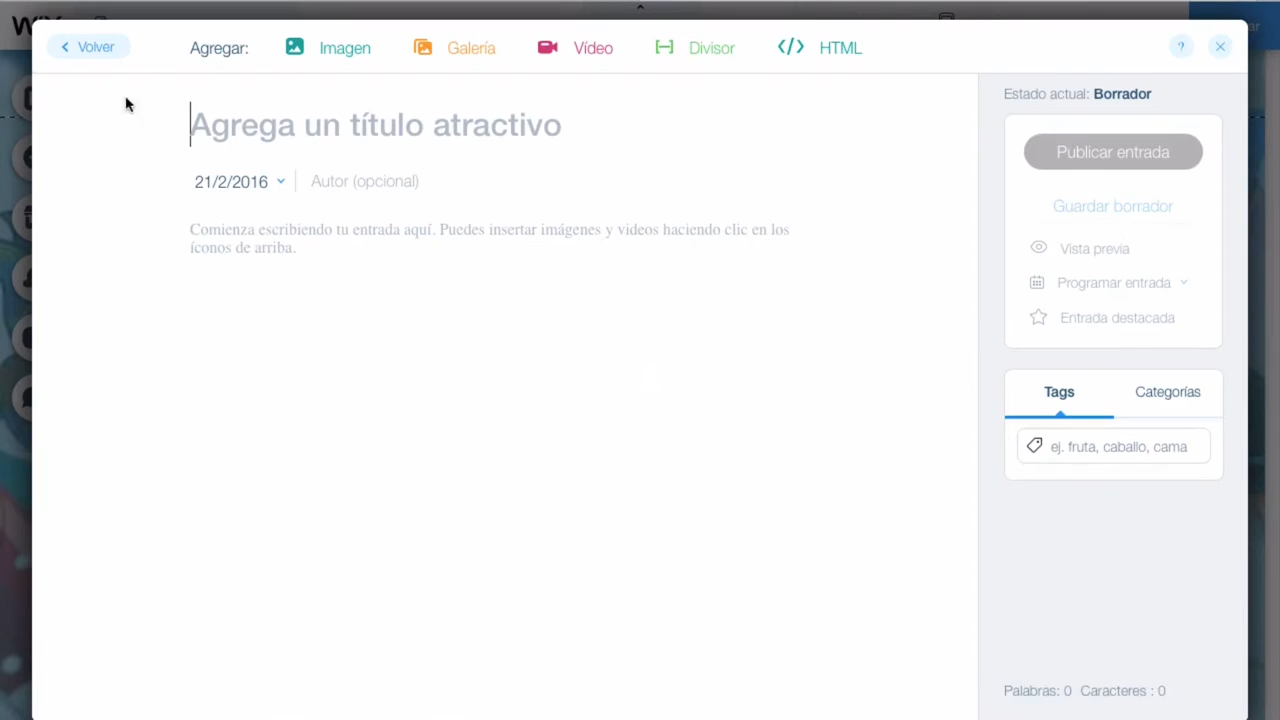 Volver
Agregar: Imagen Galería Vídeo Divisor HTML
?
Estado actual: Borrador
Agrega un título atractivo
Publicar entrada
21/2/2016 Autor (opcional)
Guardar borrador
Comienza escribiendo tu entrada aquí. Puedes insertar imágenes y videos haciendo clic en los
íconos de arriba.
Vista previa
Programar entrada
Entrada destacada
Tags Categorías
ej. fruta, caballo, cama
Palabras: 0 Caracteres : 0